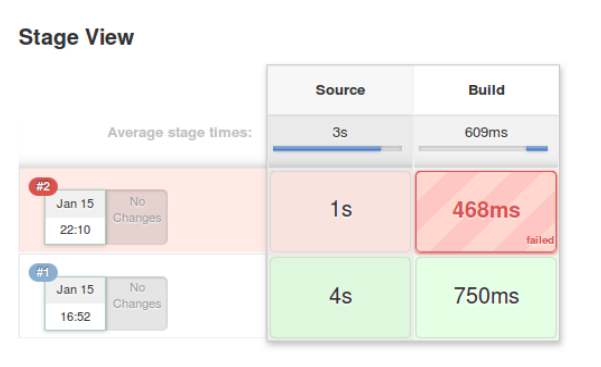 Stage View
Source Build
Average stage times: 3s 609ms
#2
Jan 15 No Changes
22:10
1s 468ms
failed
#1
Jan 15 No Changes
16:52
4s 750ms